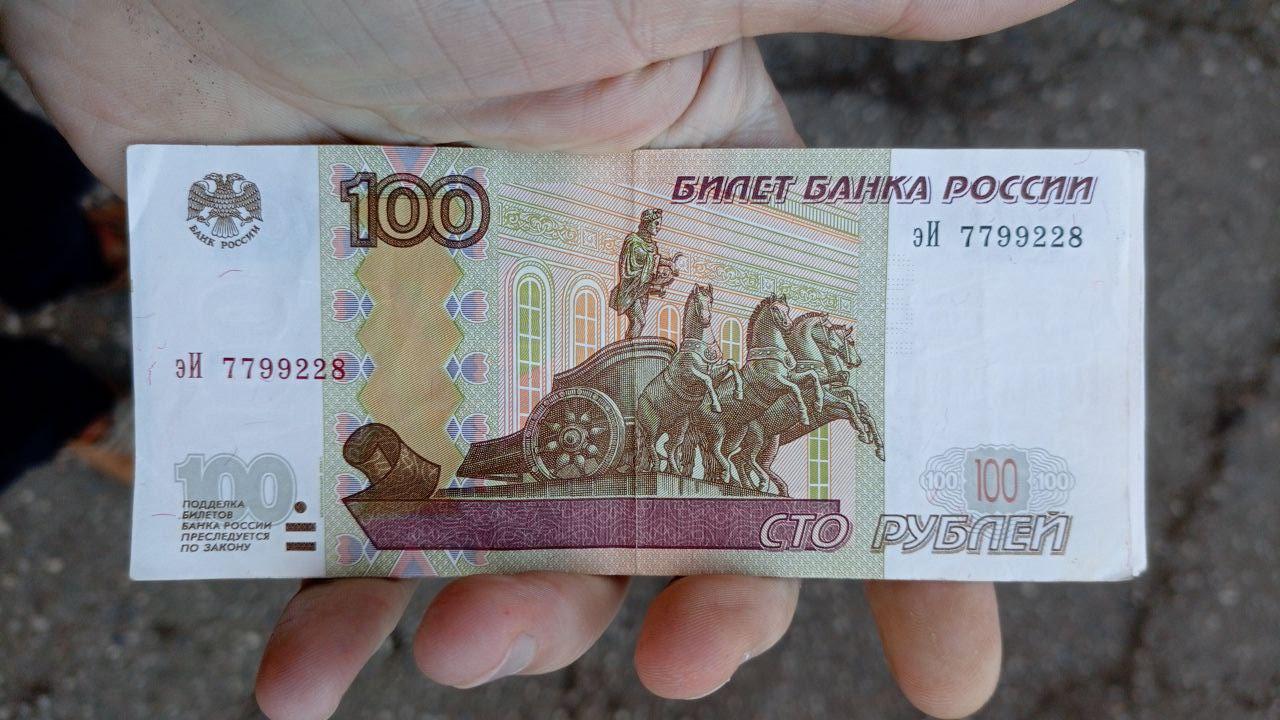 БАНК РОССИИ
100
БИЛЕТ БАНКА РОССИИ
эИ 7799228
эИ 7799228
100
ПОДДЕЛКА
БИЛЕТОВ
БАНКА РОССИИ
ПРЕСЛЕДУЕТСЯ
ПО ЗАКОНУ
100 100 100
СТО РУБЛЕЙ